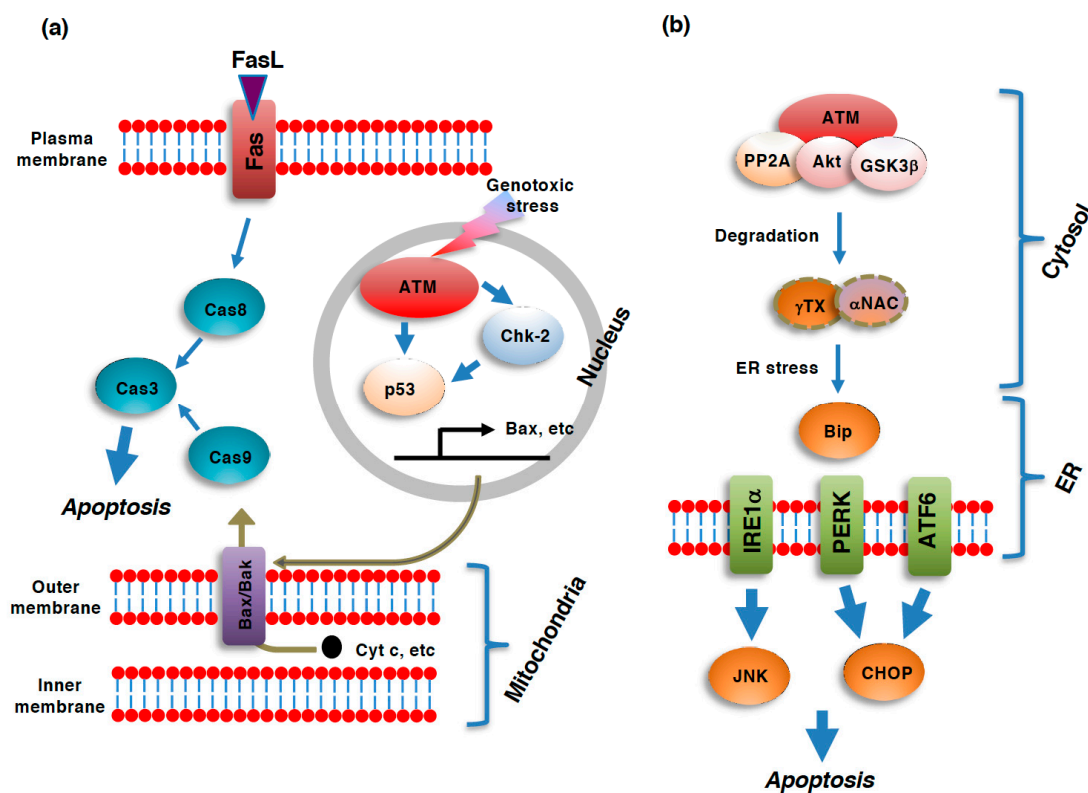 (a)
FasL
Plasma
membrane
Fas
Genotoxic
stress
ATM
Cas8
Chk-2
Nucleus
Cas3
p53
Bax, etc
Cas9
Apoptosis
Outer
membrane
Bax/Bak
Cyt c, etc
Mitochondria
Inner
membrane
(b)
ATM
PP2A
Akt
GSK3β
Degradation
Cytosol
γTX
αNAC
ER stress
Bip
ER
IRE1α
PERK
ATF6
JNK
CHOP
Apoptosis